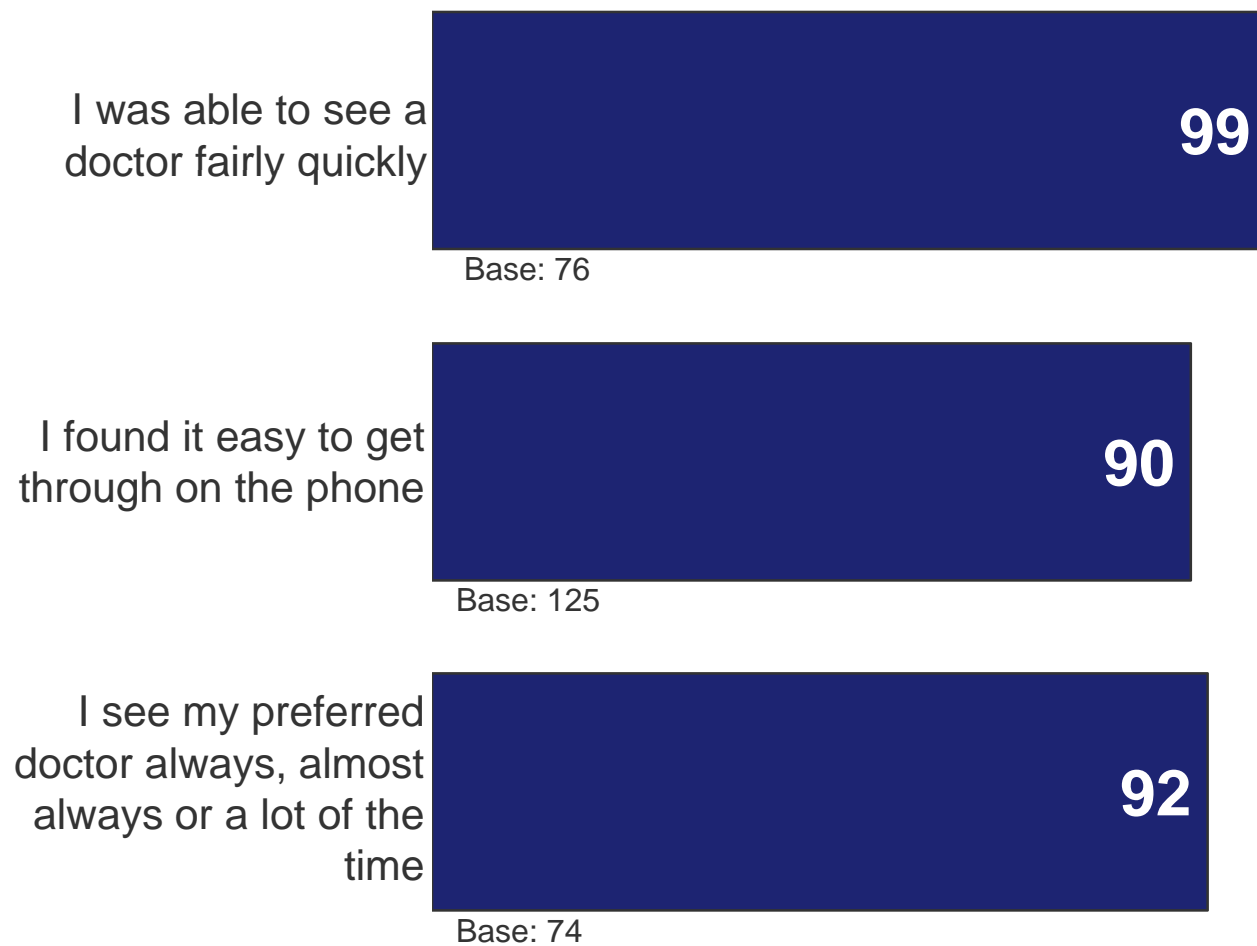 I was able to see a
doctor fairly quickly
99
Base: 76
I found it easy to get
through on the phone
90
Base: 125
I see my preferred
doctor always, almost
always or a lot of the
time
92
Base: 74